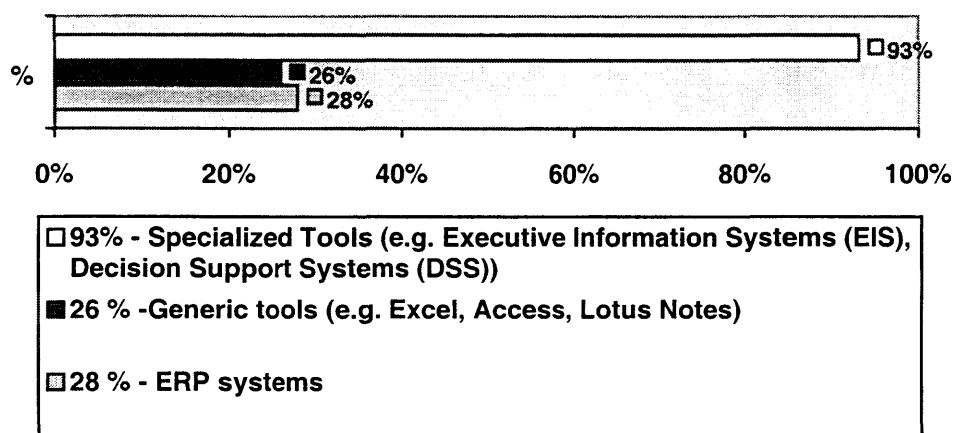 93%
%
26%
28%
0% 20% 40% 60% 80% 100%
93% - Specialized Tools (e.g. Executive Information Systems (EIS),
Decision Support Systems (DSS))
26 % -Generic tools (e.g. Excel, Access, Lotus Notes)
28 % - ERP systems